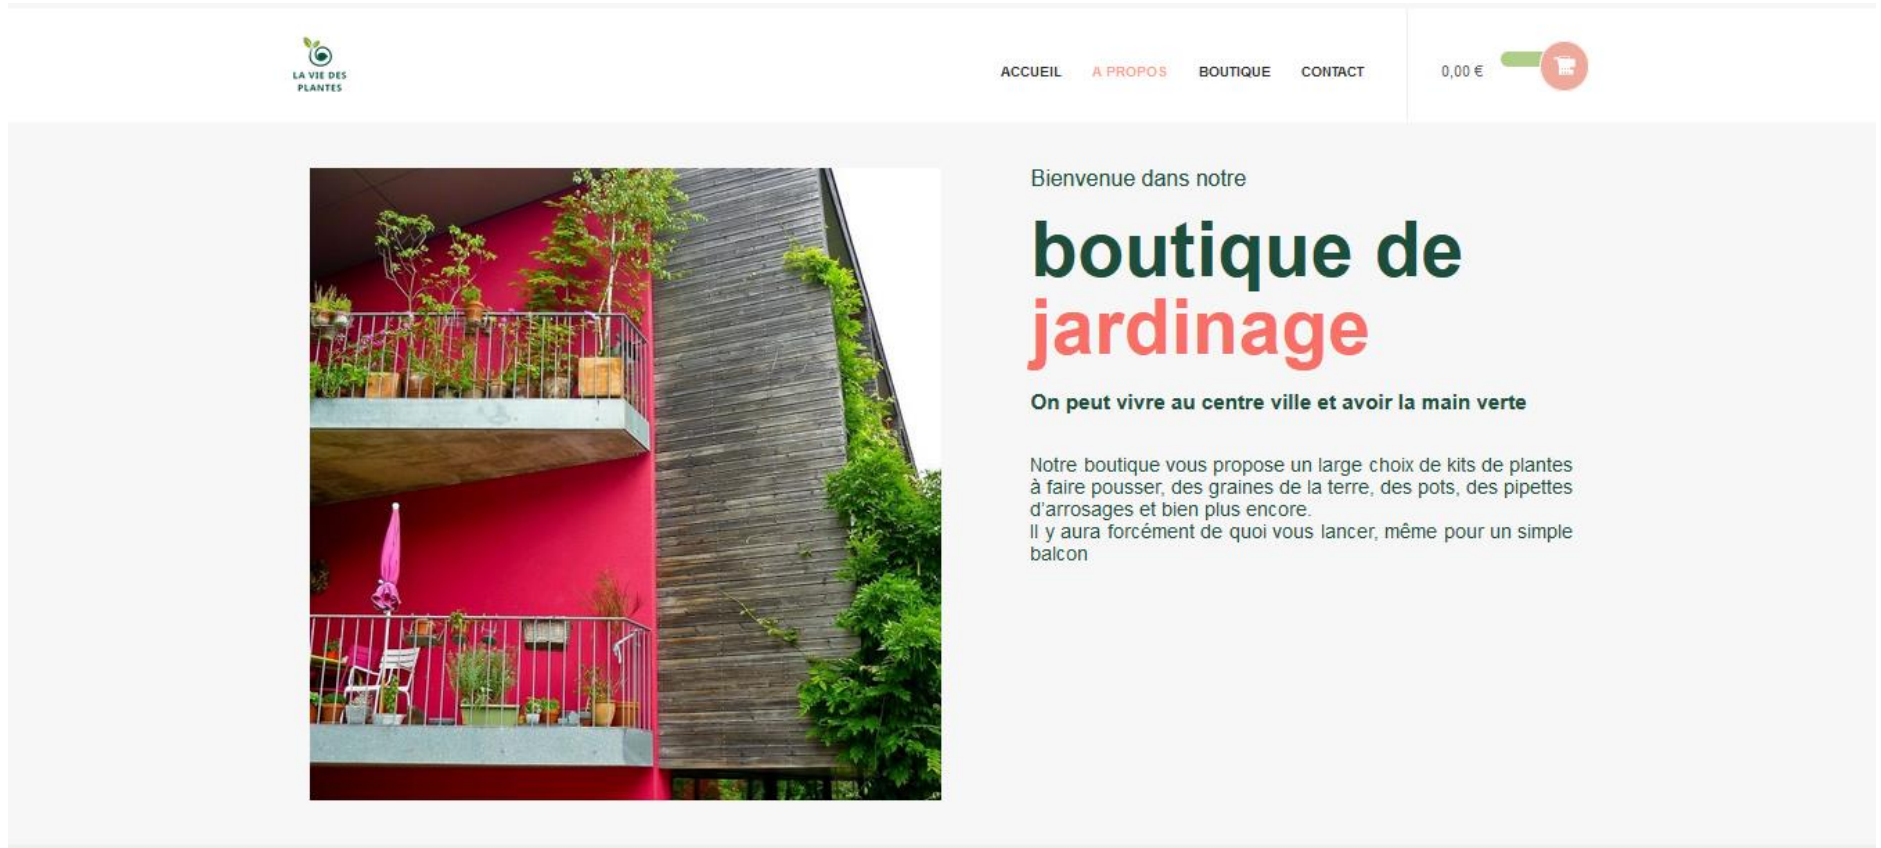 LA VIE DES
PLANTES
ACCUEIL A PROPOS BOUTIQUE CONTACT 0,00 €
Bienvenue dans notre
boutique de
jardinage
On peut vivre au centre ville et avoir la main verte
Notre boutique vous propose un large choix de kits de plantes
à faire pousser, des graines de la terre, des pots, des pipettes
d'arrosages et bien plus encore.
Il y aura forcément de quoi vous lancer, même pour un simple
balcon